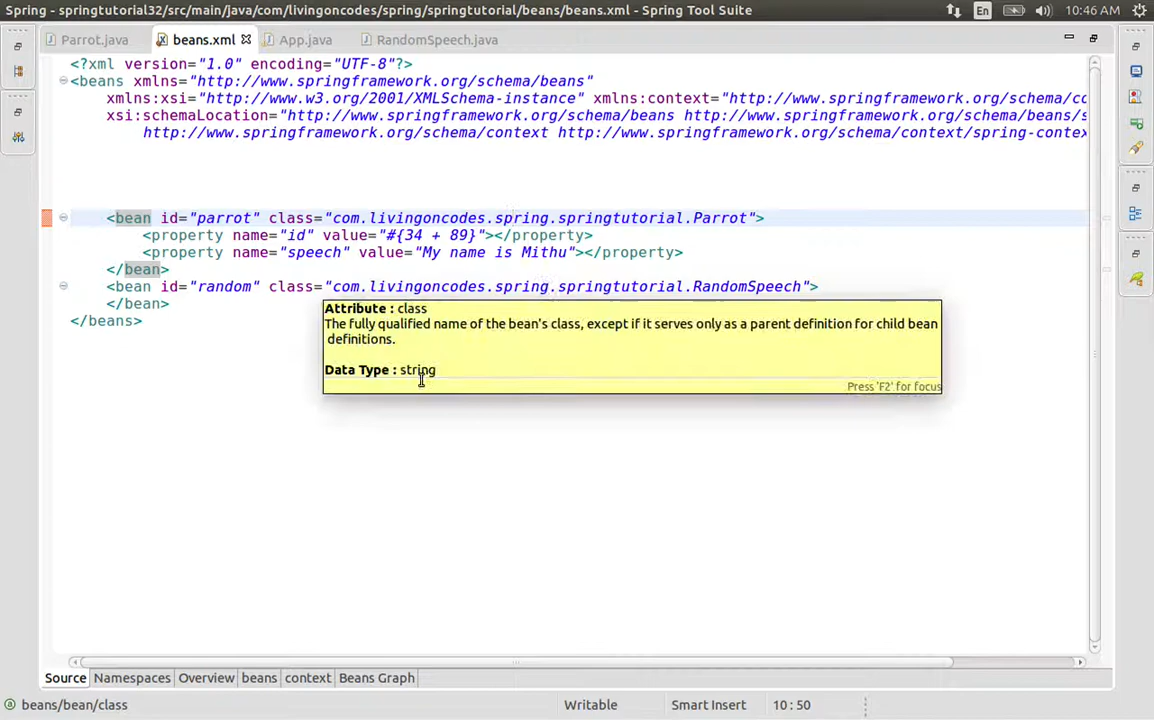 Spring - springtutorial32/src/main/java/com/livingoncodes/spring/springtutorial/beans/beans.xml - Spring Tool Suite
En
10:46 AM
Parrot.java
beans.xml
App.java
RandomSpeech.java
<?xml version="1.0" encoding="UTF-8"?>
<beans xmlns="http://www.springframework.org/schema/beans"
xmlns:xsi="http://www.w3.org/2001/XMLSchema-instance" xmlns:context="http://www.springframework.org/schema/co
xsi:schemaLocation="http://www.springframework.org/schema/beans http://www.springframework.org/schema/beans/s
http://www.springframework.org/schema/context http://www.springframework.org/schema/context/spring-contex
<bean id="parrot" class="com.livingoncodes.spring.springtutorial.Parrot">
<property name="id" value="#{34 + 89}"></property>
<property name="speech" value="My name is Mithu"></property>
</bean>
<bean id="random" class="com.livingoncodes.spring.springtutorial.RandomSpeech">
</bean>
</beans>
Attribute : class
The fully qualified name of the bean's class, except if it serves only as a parent definition for child bean
definitions.
Data Type : string
Press 'F2' for focus
Source
Namespaces
Overview
beans
context
Beans Graph
beans/bean/class
Writable
Smart Insert
10 : 50